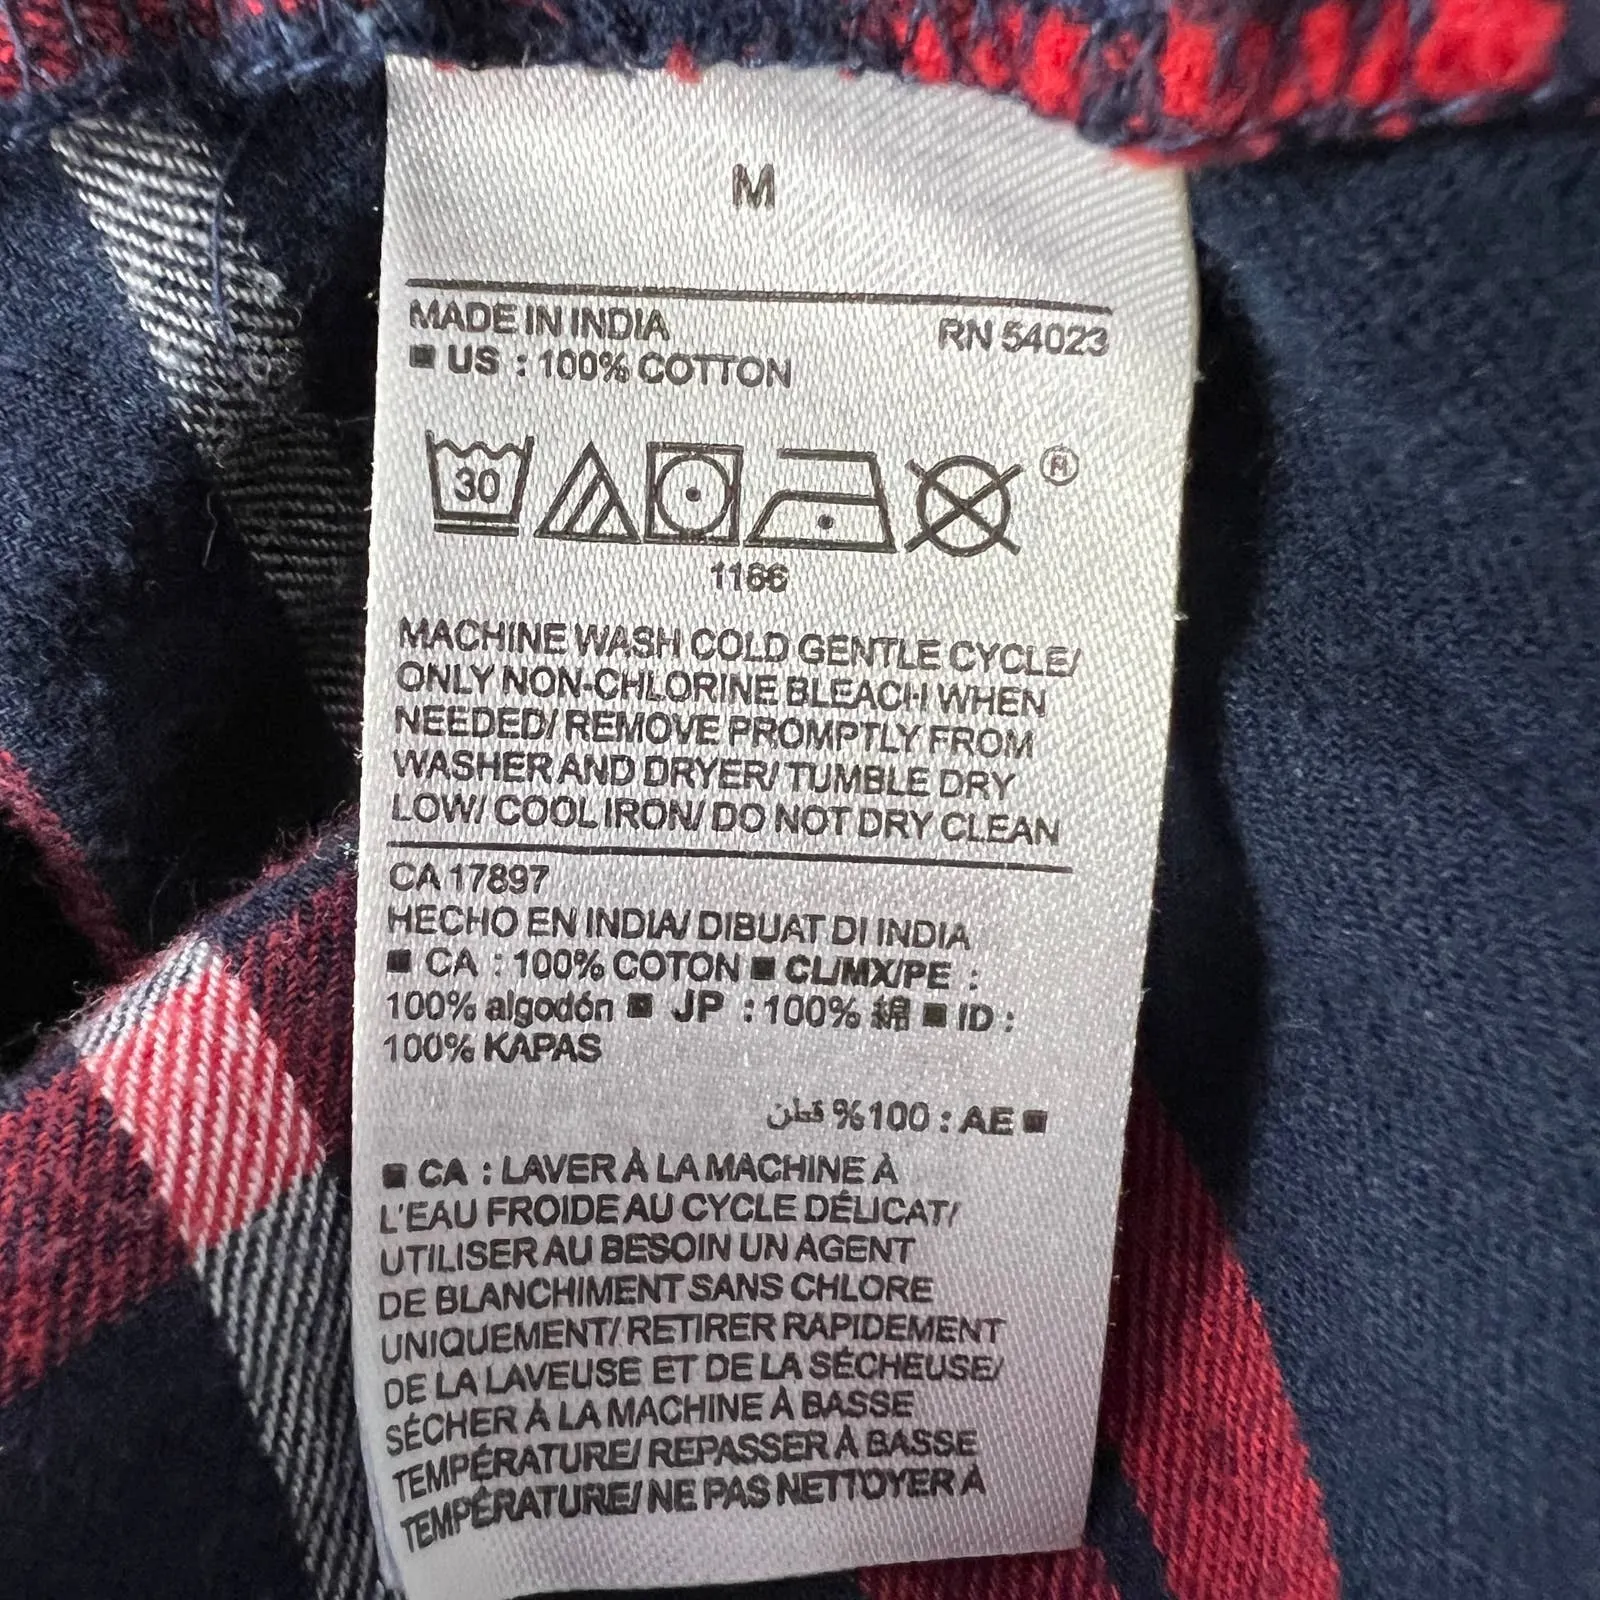 M
MADE IN INDIA RN 54023
■ US : 100% COTTON
30
1166
MACHINE WASH COLD GENTLE CYCLE/
ONLY NON-CHLORINE BLEACH WHEN
NEEDED/ REMOVE PROMPTLY FROM
WASHER AND DRYER/ TUMBLE DRY
LOW/ COOL IRON/ DO NOT DRY CLEAN
CA 17897
HECHO EN INDIA/ DIBUAT DI INDIA
■ CA : 100% COTON ■ CL/MX/PE :
100% algodón ■ JP : 100% 綿 ■ ID :
100% KAPAS
■ AE : 100% قطن
■ CA : LAVER À LA MACHINE À
L'EAU FROIDE AU CYCLE DÉLICAT/
UTILISER AU BESOIN UN AGENT
DE BLANCHIMENT SANS CHLORE
UNIQUEMENT/ RETIRER RAPIDEMENT
DE LA LAVEUSE ET DE LA SÉCHEUSE/
SÉCHER À LA MACHINE À BASSE
TEMPÉRATURE/ REPASSER À BASSE
TEMPÉRATURE/ NE PAS NETTOYER À